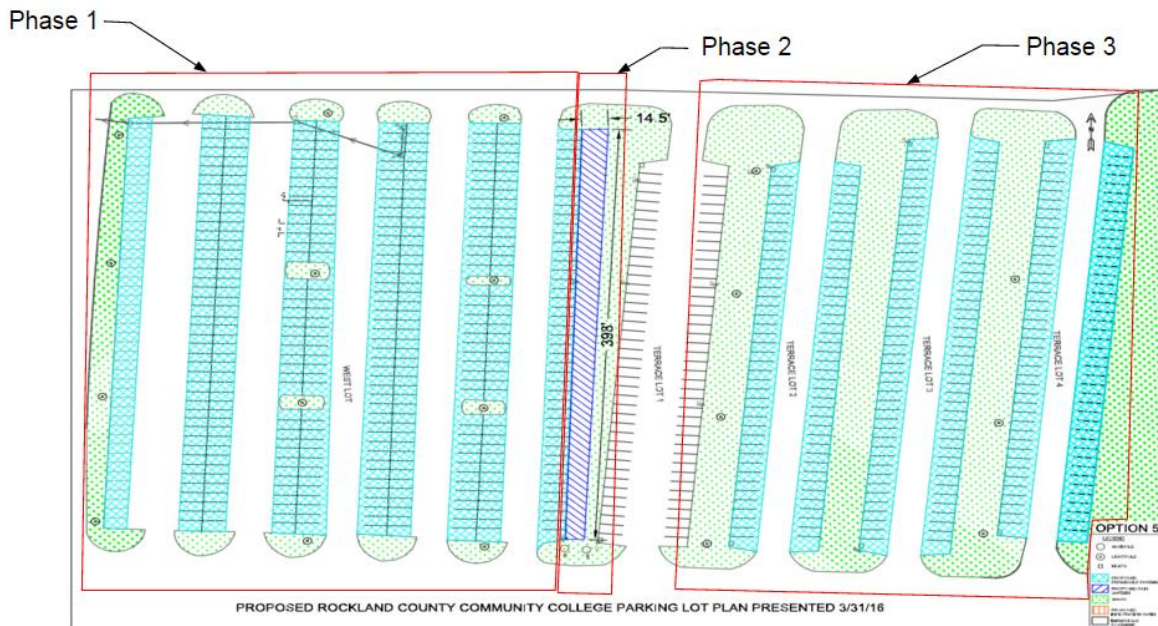 Phase 1
Phase 2
Phase 3
14.5'
398'
WEST LOT
TERRACE LOT 1
TERRACE LOT 2
TERRACE LOT 3
TERRACE LOT 4
OPTION 5
LEGEND
PROPOSED ROCKLAND COUNTY COMMUNITY COLLEGE PARKING LOT PLAN PRESENTED 3/31/16